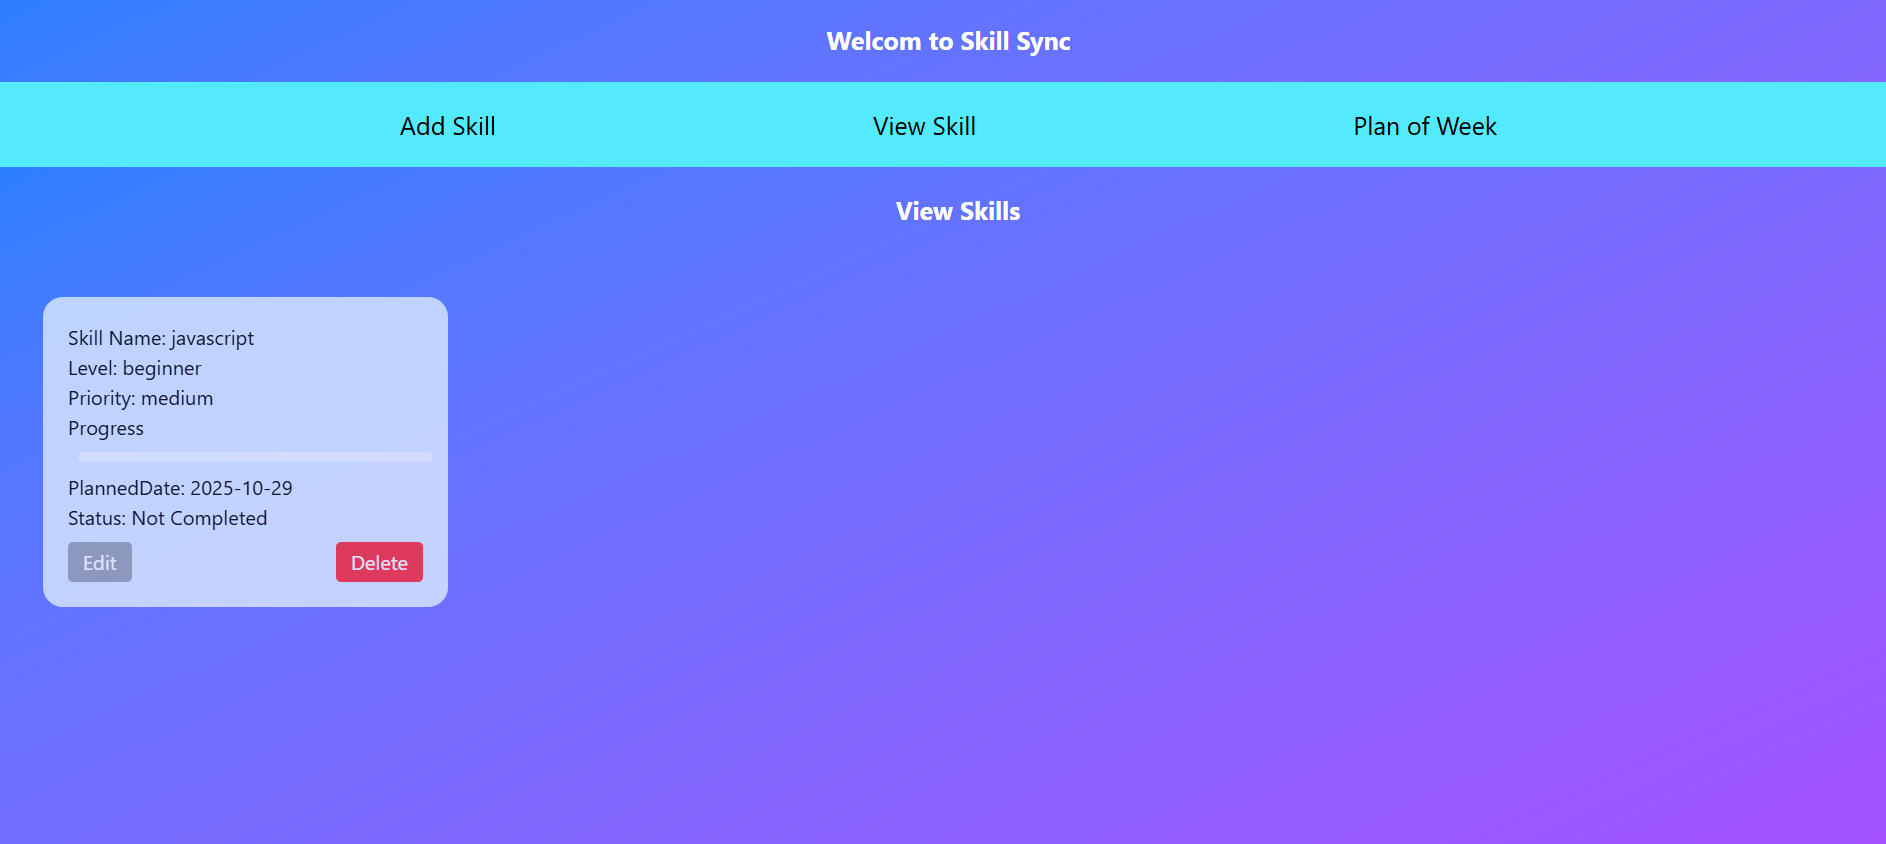 Welcom to Skill Sync
Add Skill View Skill Plan of Week
View Skills
Skill Name: javascript
Level: beginner
Priority: medium
Progress
PlannedDate: 2025-10-29
Status: Not Completed
Edit Delete